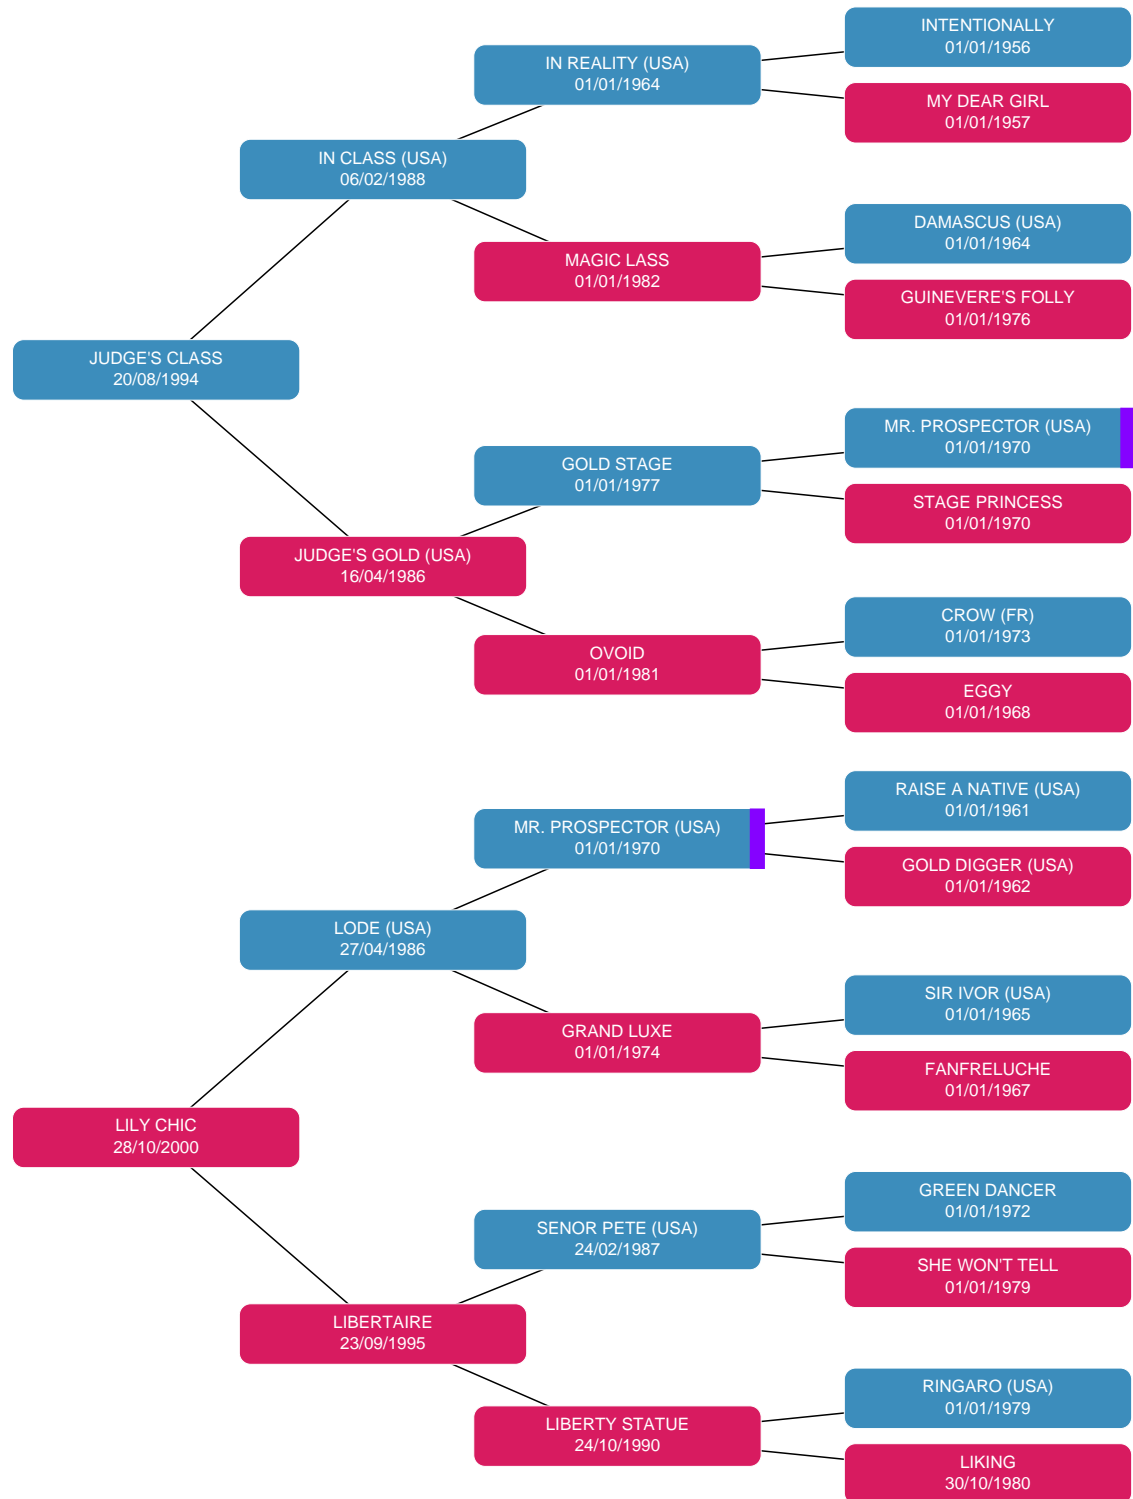 INTENTIONALLY
01/01/1956
IN REALITY (USA)
01/01/1964
MY DEAR GIRL
01/01/1957
IN CLASS (USA)
06/02/1988
DAMASCUS (USA)
01/01/1964
MAGIC LASS
01/01/1982
GUINEVERE'S FOLLY
01/01/1976
JUDGE'S CLASS
20/08/1994
MR. PROSPECTOR (USA)
01/01/1970
GOLD STAGE
01/01/1977
STAGE PRINCESS
01/01/1970
JUDGE'S GOLD (USA)
16/04/1986
CROW (FR)
01/01/1973
OVOID
01/01/1981
EGGY
01/01/1968
RAISE A NATIVE (USA)
01/01/1961
MR. PROSPECTOR (USA)
01/01/1970
GOLD DIGGER (USA)
01/01/1962
LODE (USA)
27/04/1986
SIR IVOR (USA)
01/01/1965
GRAND LUXE
01/01/1974
FANFRELUCHE
01/01/1967
LILY CHIC
28/10/2000
GREEN DANCER
01/01/1972
SENOR PETE (USA)
24/02/1987
SHE WON'T TELL
01/01/1979
LIBERTAIRE
23/09/1995
RINGARO (USA)
01/01/1979
LIBERTY STATUE
24/10/1990
LIKING
30/10/1980